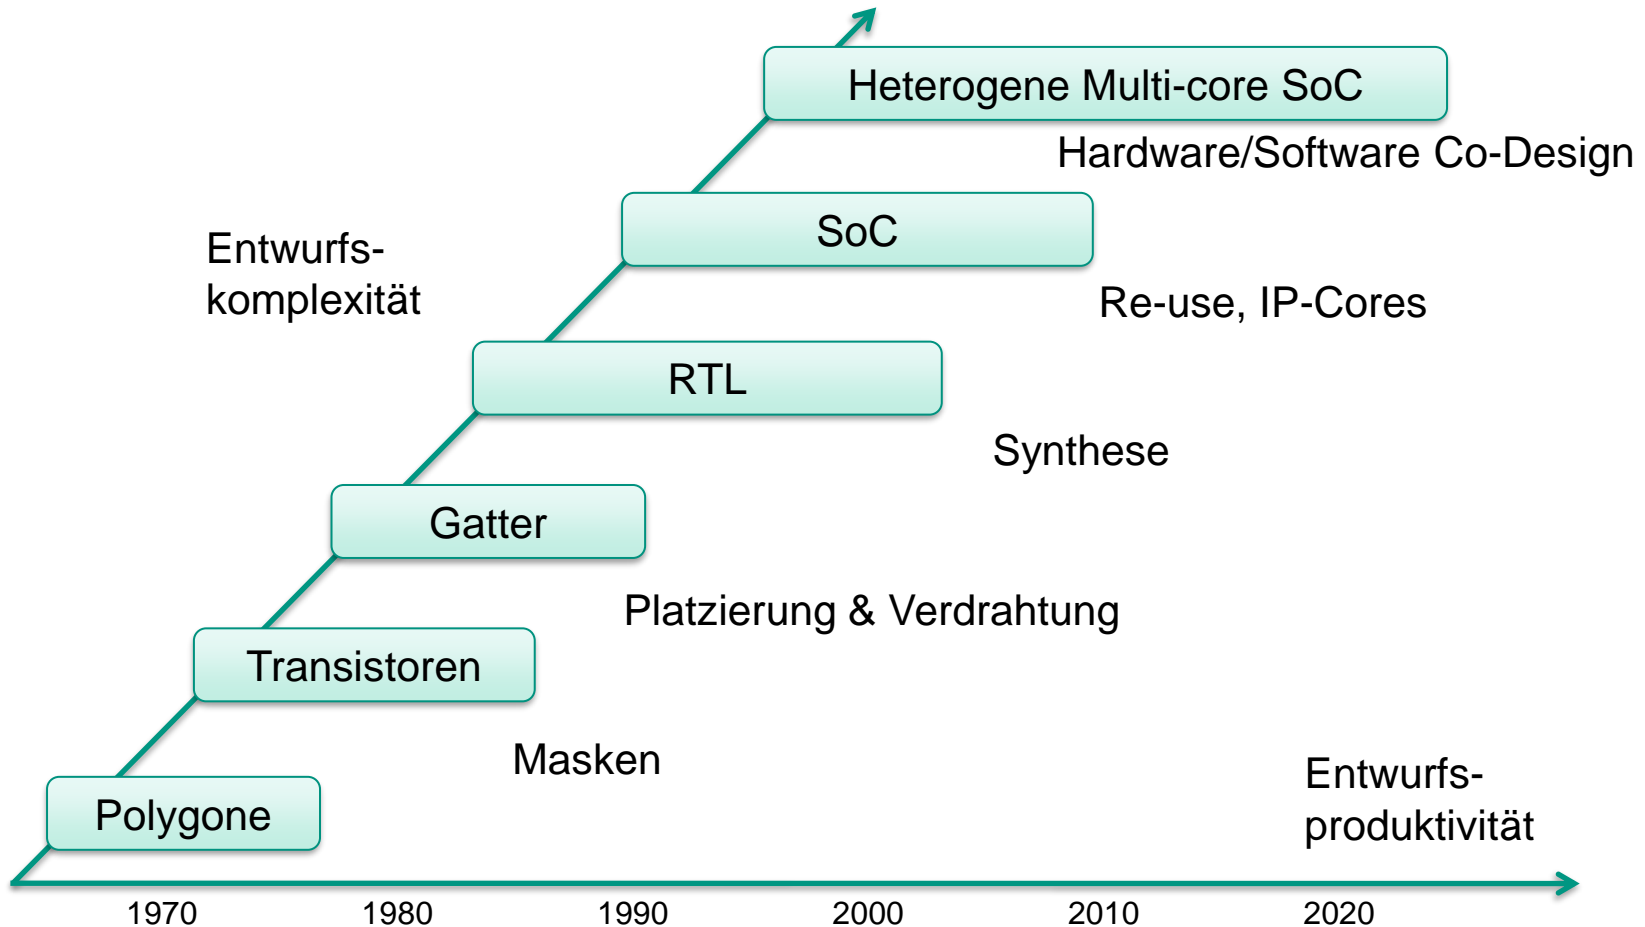 Heterogene Multi-core SoC
Hardware/Software Co-Design
SoC
Entwurfs-
komplexität
Re-use, IP-Cores
RTL
Synthese
Gatter
Platzierung & Verdrahtung
Transistoren
Masken
Entwurfs-
produktivität
Polygone
1970 1980 1990 2000 2010 2020